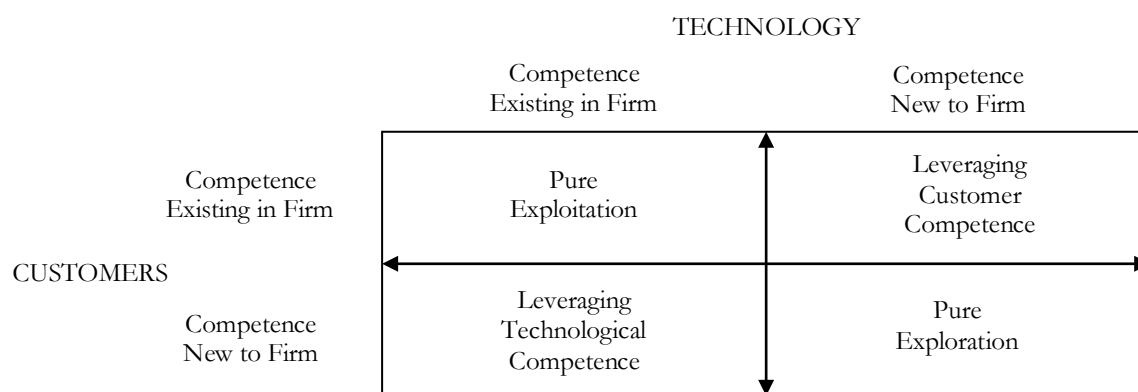 TECHNOLOGY
Competence
Existing in Firm
Competence
New to Firm
Competence
Existing in Firm
Pure
Exploitation
Leveraging
Customer
Competence
CUSTOMERS
Competence
New to Firm
Leveraging
Technological
Competence
Pure
Exploration